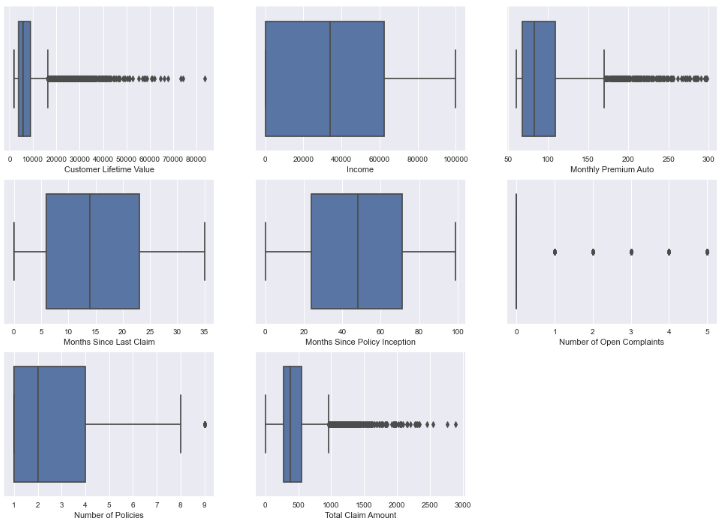 0 10000 20000 30000 40000 50000 60000 70000 80000
Customer Lifetime Value
0 20000 40000 60000 80000 100000
Income
50 100 150 200 250 300
Monthly Premium Auto
0 5 10 15 20 25 30 35
Months Since Last Claim
0 20 40 60 80 100
Months Since Policy Inception
0 1 2 3 4 5
Number of Open Complaints
1 2 3 4 5 6 7 8 9
Number of Policies
0 500 1000 1500 2000 2500 3000
Total Claim Amount